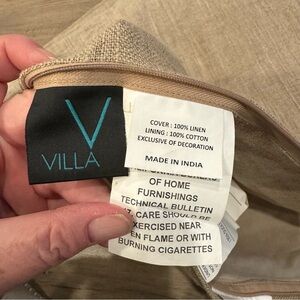 V
VILLA
COVER : 100% LINEN
LINING : 100% COTTON
EXCLUSIVE OF DECORATION
MADE IN INDIA
OF HOME
FURNISHINGS
TECHNICAL BULLETIN
CARE SHOULD BE
EXERCISED NEAR
EN FLAME OR WITH
BURNING CIGARETTES